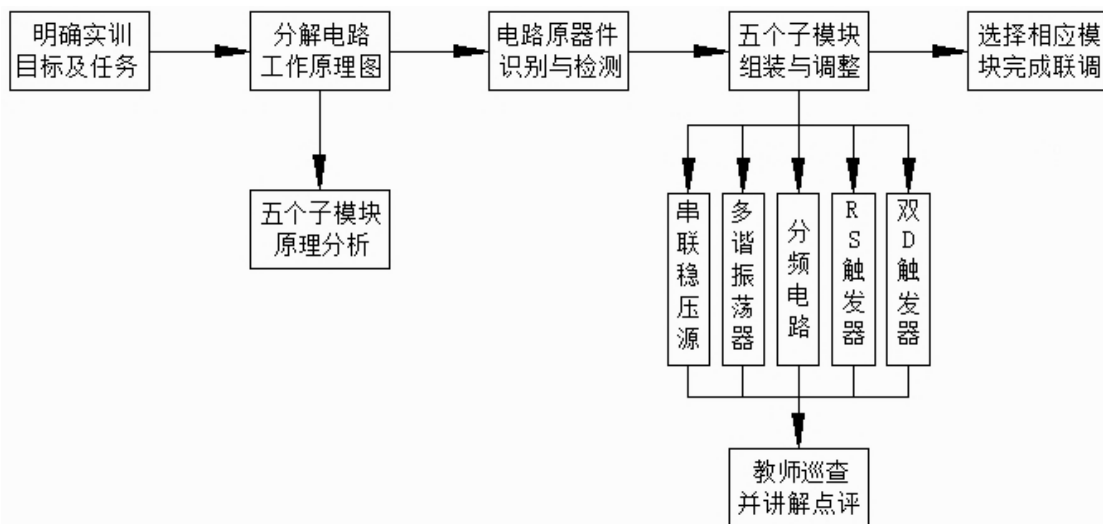 明确实训
目标及任务
分解电路
工作原理图
电路原器件
识别与检测
五个子模块
组装与调整
选择相应模
块完成联调
五个子模块
原理分析
串联稳压源
多谐振荡器
分频电路
RS触发器
双D触发器
教师巡查
并讲解点评